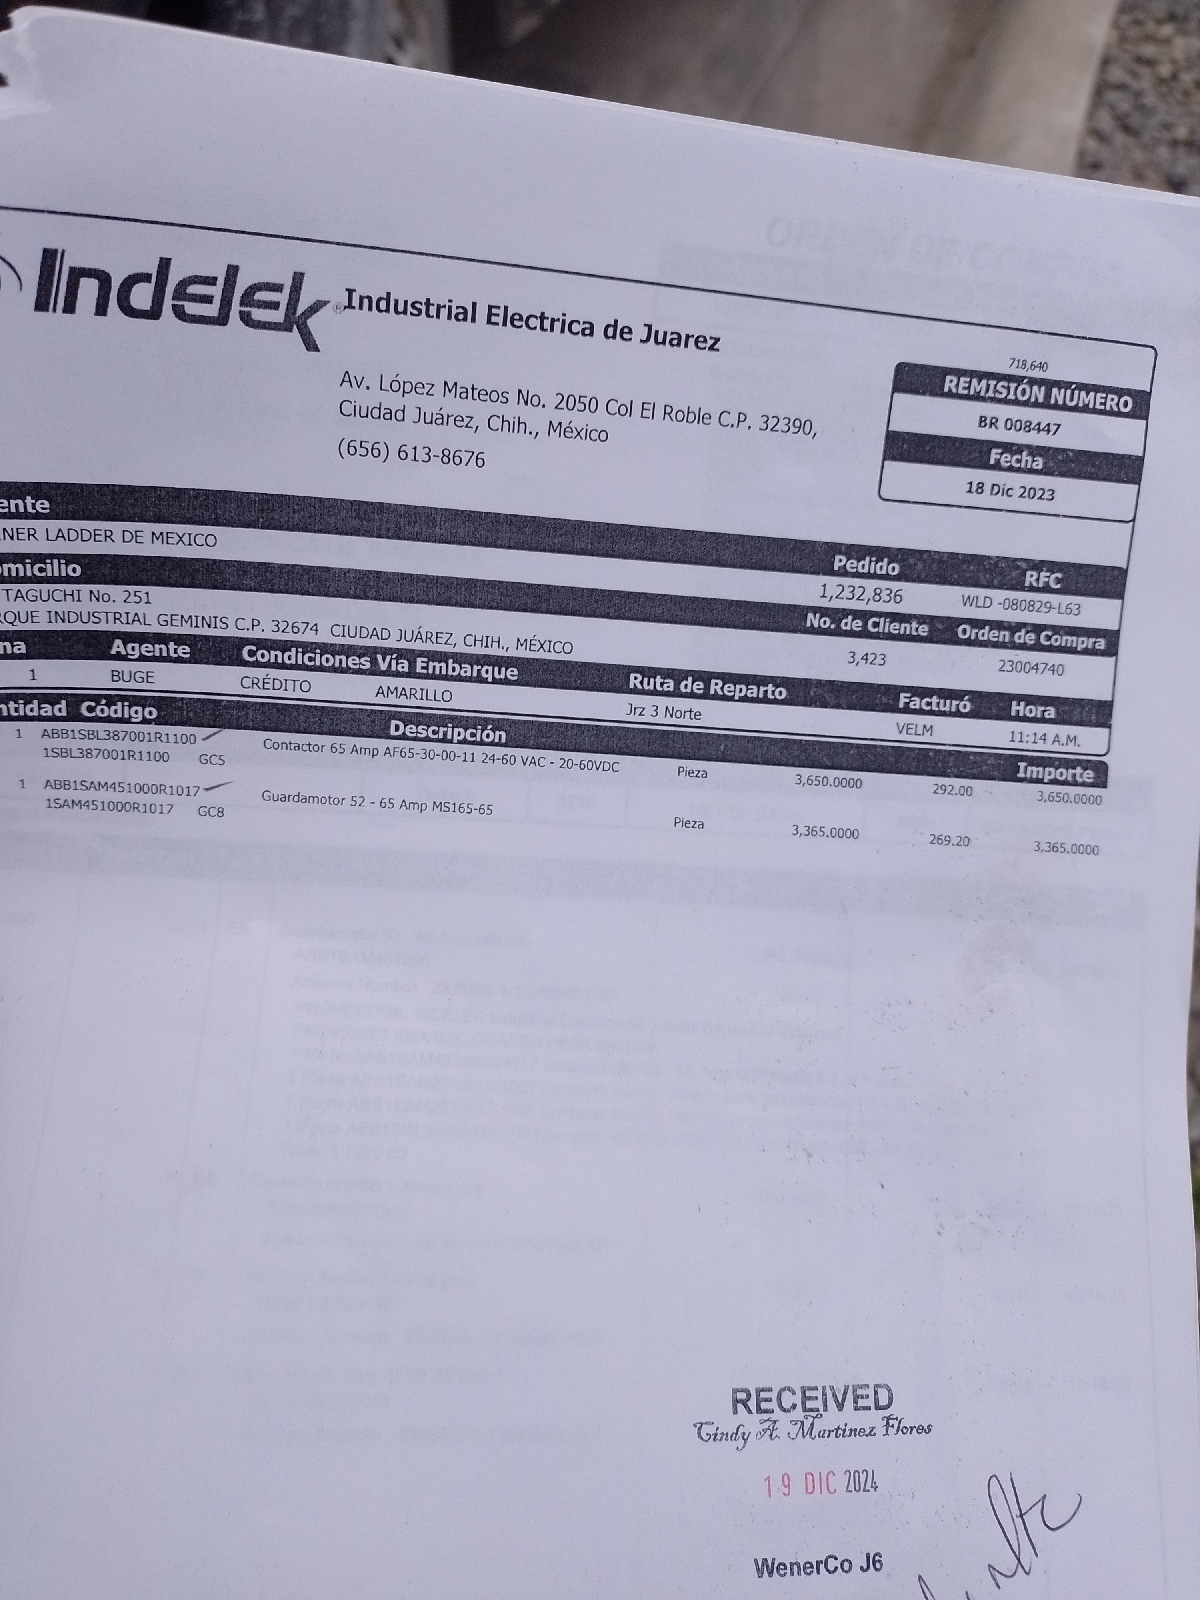 Indelek® Industrial Electrica de Juarez
Av. López Mateos No. 2050 Col El Roble C.P. 32390,
Ciudad Juárez, Chih., México
(656) 613-8676
718,640
REMISIÓN NÚMERO
BR 008447
Fecha
18 Dic 2023
ente
NER LADDER DE MEXICO
Pedido RFC
1,232,836 WLD -080829-L63
omicilio
TAGUCHI No. 251
RQUE INDUSTRIAL GEMINIS C.P. 32674 CIUDAD JUÁREZ, CHIH., MÉXICO
No. de Cliente Orden de Compra
3,423 23004740
na Agente Condiciones Vía Embarque Ruta de Reparto Facturó Hora
1 BUGE CRÉDITO AMARILLO Jrz 3 Norte VELM 11:14 A.M.
ntidad Código Descripción Importe
1 ABB1SBL387001R1100 Contactor 65 Amp AF65-30-00-11 24-60 VAC - 20-60VDC Pieza 3,650.0000 292.00 3,650.0000
1SBL387001R1100 GC5
1 ABB1SAM451000R1017 Guardamotor 52 - 65 Amp MS165-65 Pieza 3,365.0000 269.20 3,365.0000
1SAM451000R1017 GC8
RECEIVED
Cindy A. Martinez Flores
19 DIC 2024
WenerCo J6